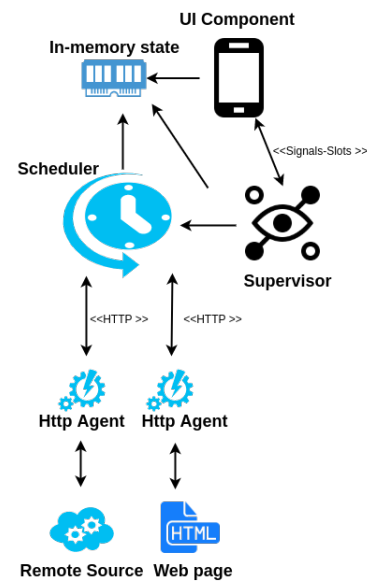 UI Component
In-memory state
<<Signals-Slots >>
Scheduler
Supervisor
<<HTTP >>
<<HTTP >>
Http Agent
Http Agent
HTML
Remote Source
Web page